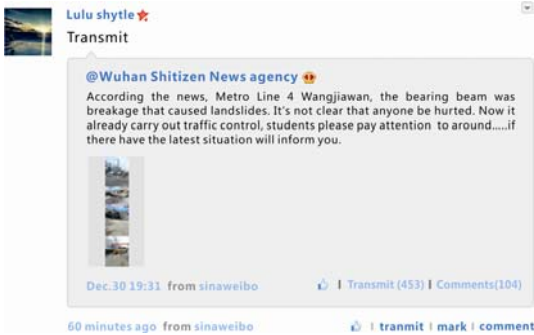 Lulu shytle
Transmit
@Wuhan Shitizen News agency
According the news, Metro Line 4 Wangjiawan, the bearing beam was
breakage that caused landslides. It's not clear that anyone be hurted. Now it
already carry out traffic control, students please pay attention to around.....if
there have the latest situation will inform you.
Dec.30 19:31 from sinaweibo
| Transmit (453) | Comments(104)
60 minutes ago from sinaweibo
| tranmit | mark | comment